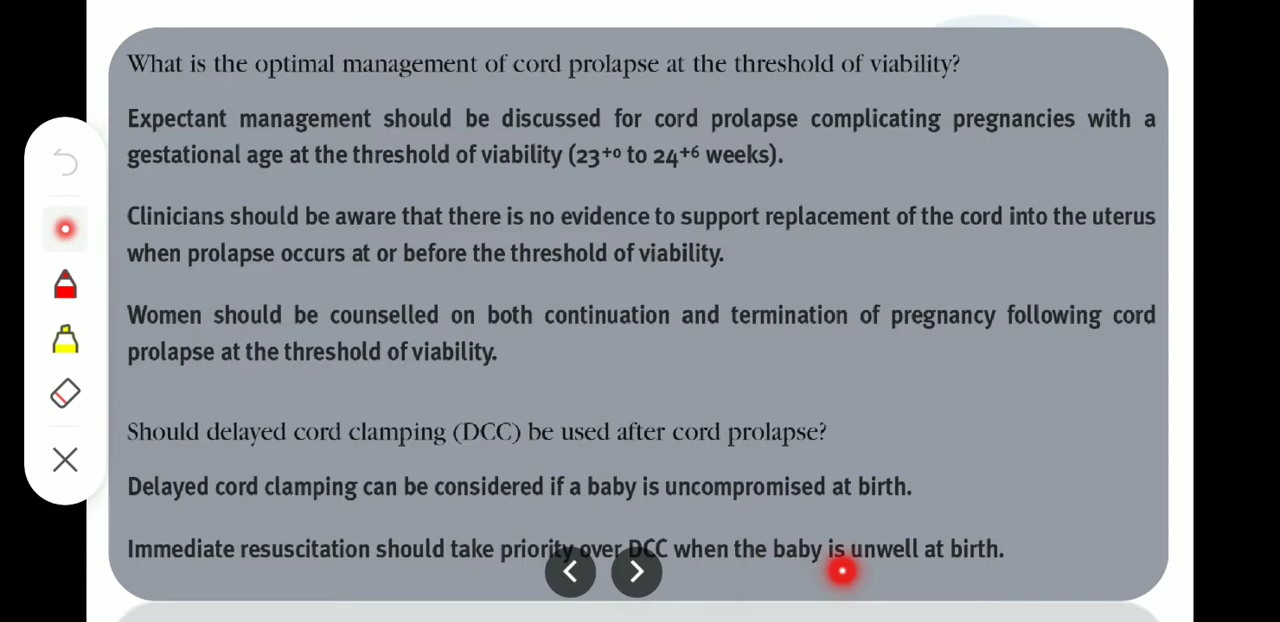 What is the optimal management of cord prolapse at the threshold of viability?
Expectant management should be discussed for cord prolapse complicating pregnancies with a
gestational age at the threshold of viability (23⁺⁰ to 24⁺⁶ weeks).
Clinicians should be aware that there is no evidence to support replacement of the cord into the uterus
when prolapse occurs at or before the threshold of viability.
Women should be counselled on both continuation and termination of pregnancy following cord
prolapse at the threshold of viability.
Should delayed cord clamping (DCC) be used after cord prolapse?
Delayed cord clamping can be considered if a baby is uncompromised at birth.
Immediate resuscitation should take priority over DCC when the baby is unwell at birth.